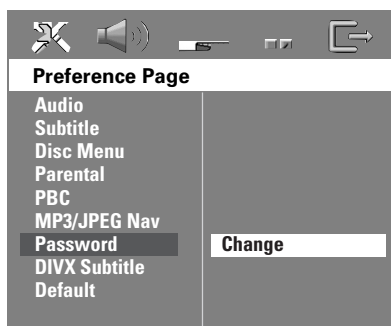 Preference Page
Audio
Subtitle
Disc Menu
Parental
PBC
MP3/JPEG Nav
Password
Change
DIVX Subtitle
Default